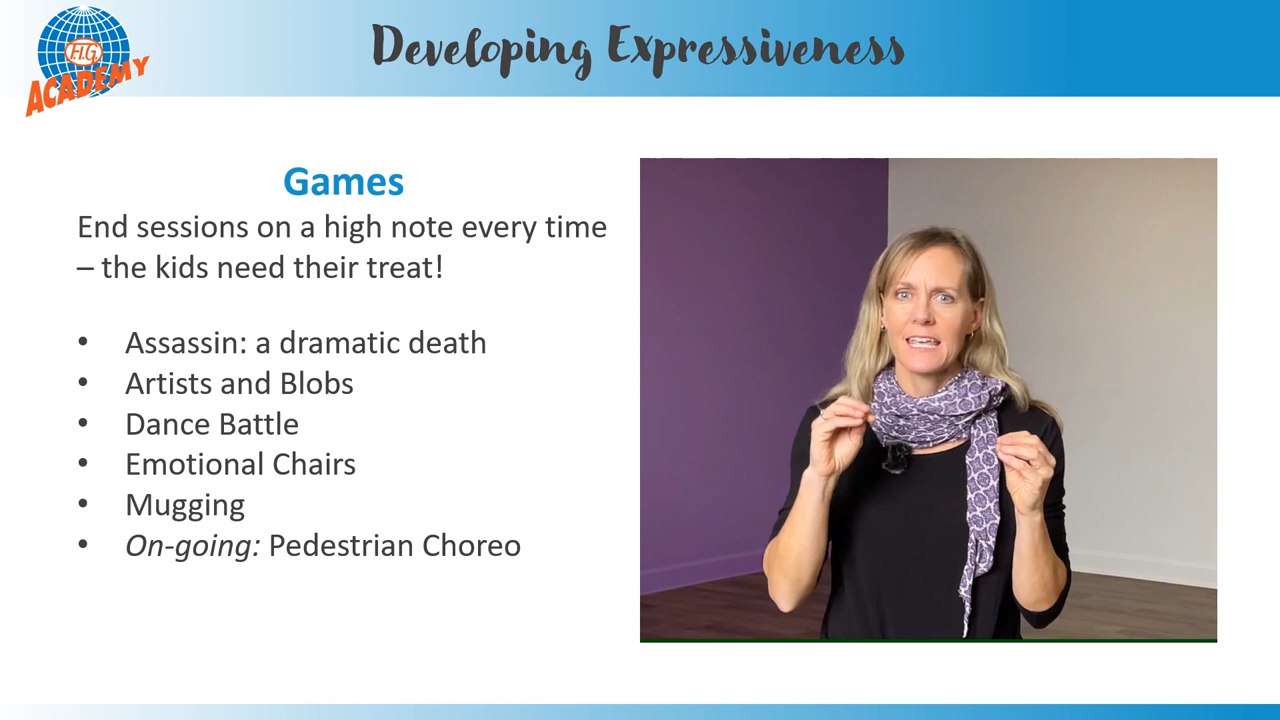 F.I.G.
ACADEMY
Developing Expressiveness
Games
End sessions on a high note every time
– the kids need their treat!
• Assassin: a dramatic death
• Artists and Blobs
• Dance Battle
• Emotional Chairs
• Mugging
• On-going: Pedestrian Choreo